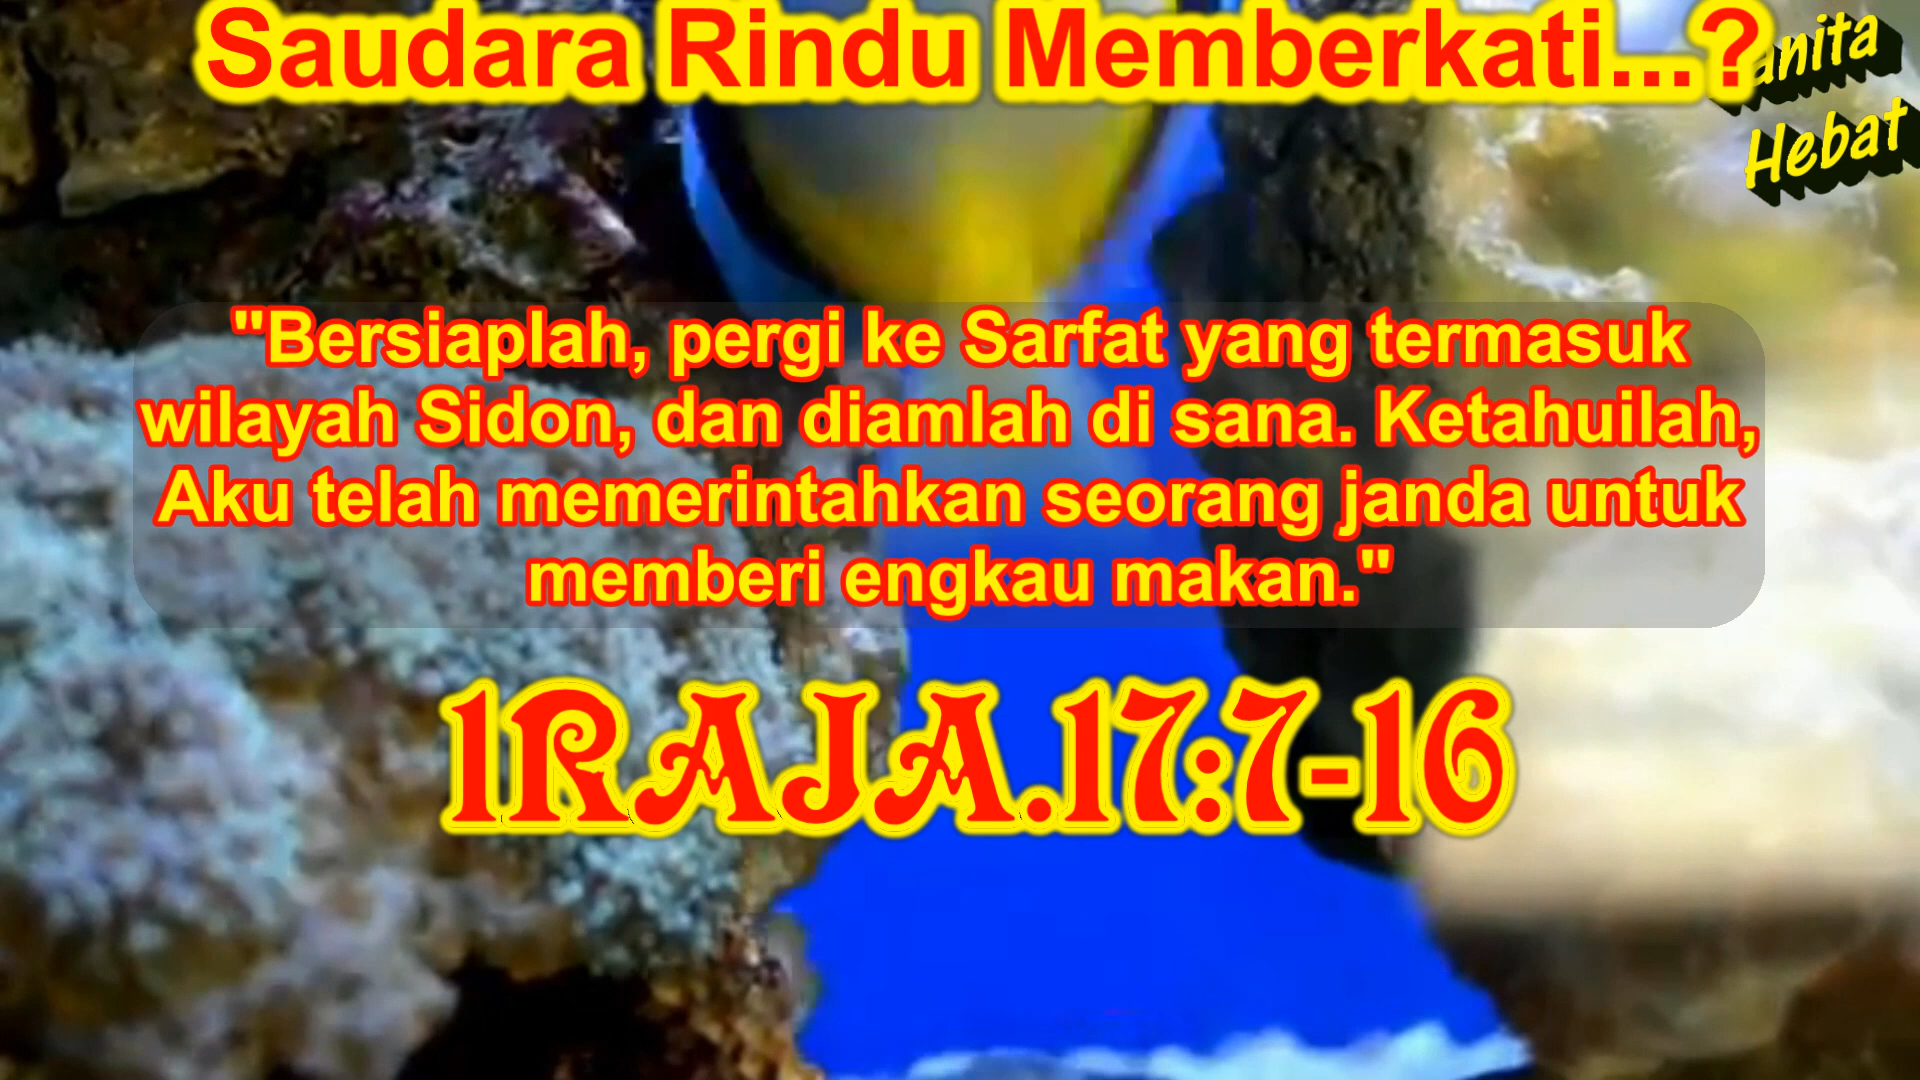 Saudara Rindu Memberkati...?
anita
Hebat
"Bersiaplah, pergi ke Sarfat yang termasuk
wilayah Sidon, dan diamlah di sana. Ketahuilah,
Aku telah memerintahkan seorang janda untuk
memberi engkau makan."
1RAJA.17:7-16